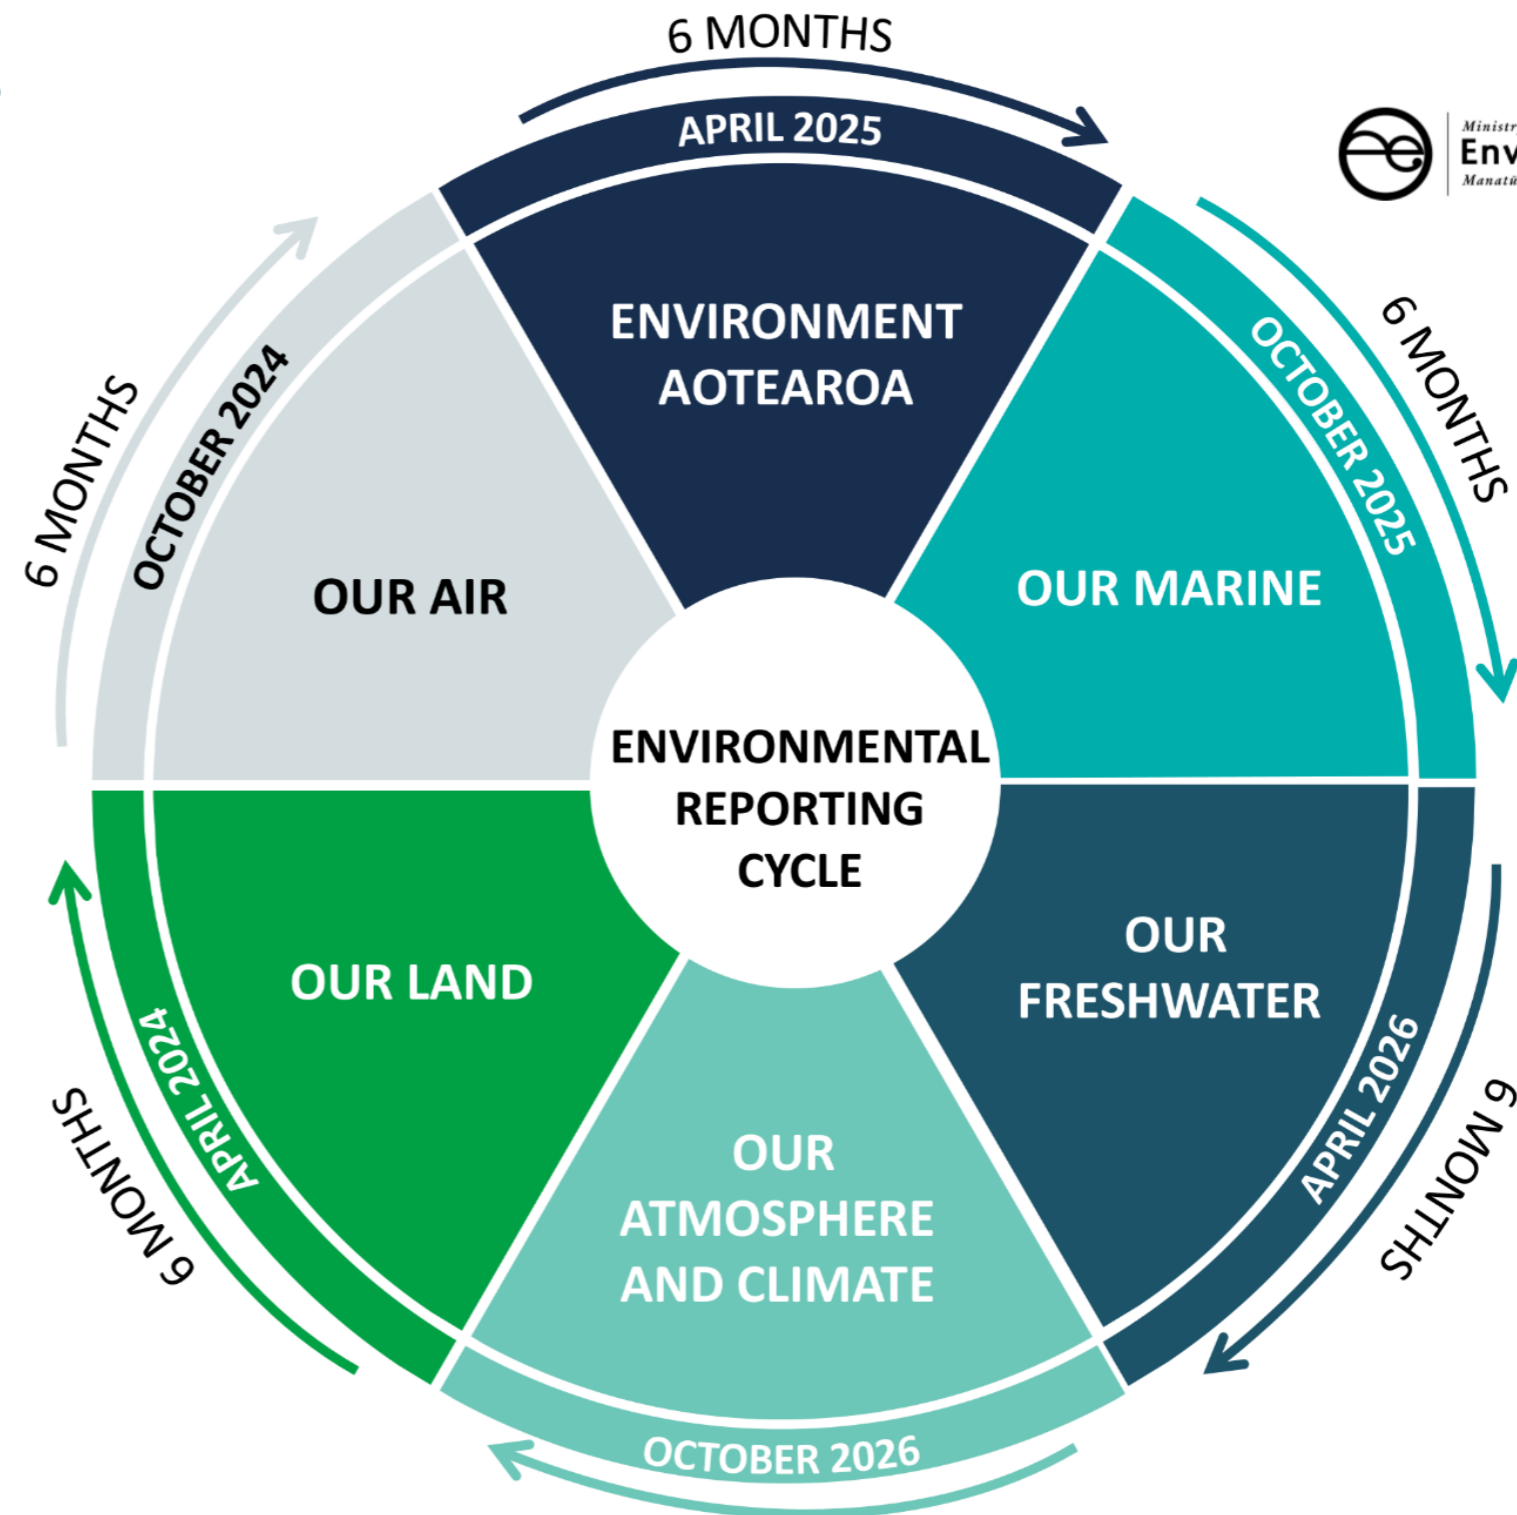 6 MONTHS
APRIL 2025
ENVIRONMENT
AOTEAROA
6 MONTHS
OCTOBER 2025
OUR MARINE
6 MONTHS
APRIL 2026
OUR
FRESHWATER
OCTOBER 2026
OUR
ATMOSPHERE
AND CLIMATE
6 MONTHS
APRIL 2024
OUR LAND
6 MONTHS
OCTOBER 2024
OUR AIR
ENVIRONMENTAL
REPORTING
CYCLE